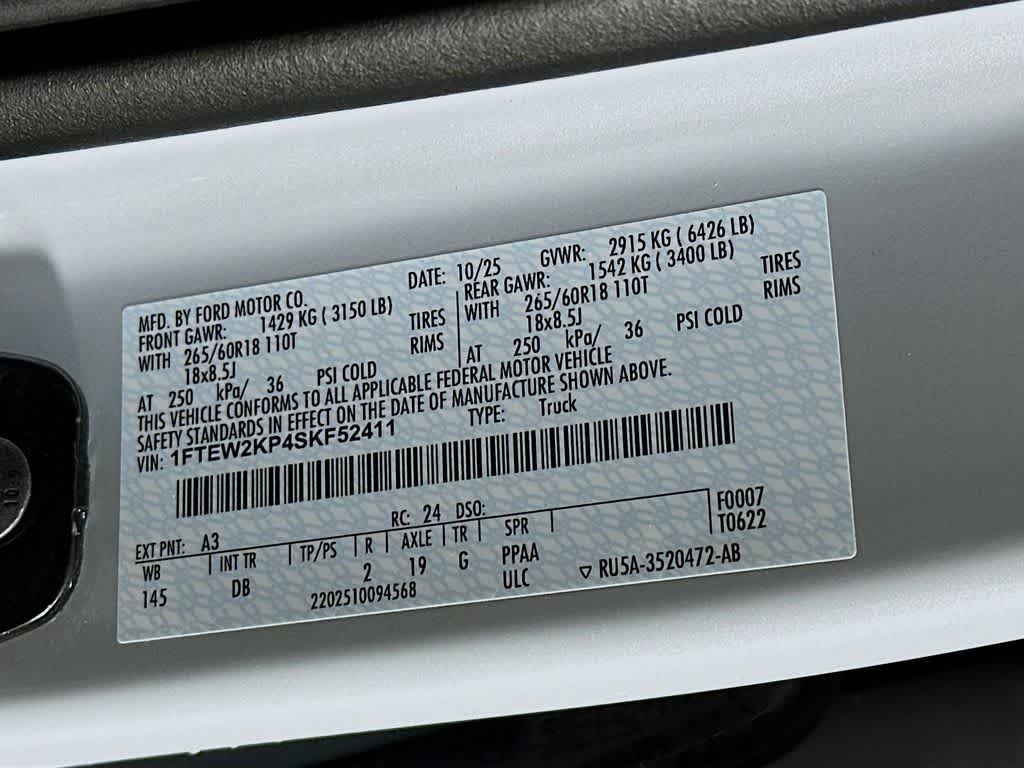 MFD. BY FORD MOTOR CO.
DATE: 10/25 GVWR: 2915 KG ( 6426 LB)
FRONT GAWR: 1429 KG ( 3150 LB)
REAR GAWR: 1542 KG ( 3400 LB)
WITH 265/60R18 110T TIRES
WITH 265/60R18 110T TIRES
18x8.5J RIMS
18x8.5J RIMS
AT 250 kPa/ 36 PSI COLD
AT 250 kPa/ 36 PSI COLD
THIS VEHICLE CONFORMS TO ALL APPLICABLE FEDERAL MOTOR VEHICLE
SAFETY STANDARDS IN EFFECT ON THE DATE OF MANUFACTURE SHOWN ABOVE.
VIN: 1FTEW2KP4SKF52411 TYPE: Truck
EXT PNT: A3 RC: 24 DSO: F0007
WB INT TR TP/PS R AXLE TR SPR T0622
145 DB 2 19 G PPAA
ULC RU5A-3520472-AB
2202510094568